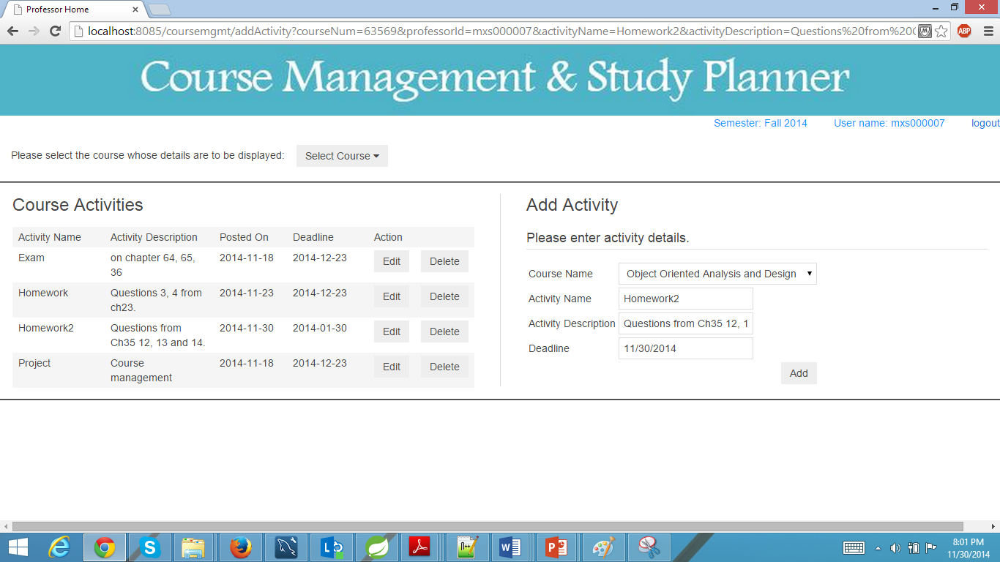 Professor Home
localhost:8085/coursemgmt/addActivity?courseNum=63569&professorId=mxs000007&activityName=Homework2&activityDescription=Questions%20from%20
ABP
Course Management & Study Planner
Semester: Fall 2014 User name: mxs000007 logout
Please select the course whose details are to be displayed: Select Course
Course Activities
Activity Name Activity Description Posted On Deadline Action
Exam on chapter 64, 65, 2014-11-18 2014-12-23 Edit Delete
36
Homework Questions 3, 4 from 2014-11-23 2014-12-23 Edit Delete
ch23.
Homework2 Questions from 2014-11-30 2014-01-30 Edit Delete
Ch35 12, 13 and 14.
Project Course 2014-11-18 2014-12-23 Edit Delete
management
Add Activity
Please enter activity details.
Course Name Object Oriented Analysis and Design
Activity Name Homework2
Activity Description Questions from Ch35 12, 1
Deadline 11/30/2014
Add
8:01 PM
11/30/2014